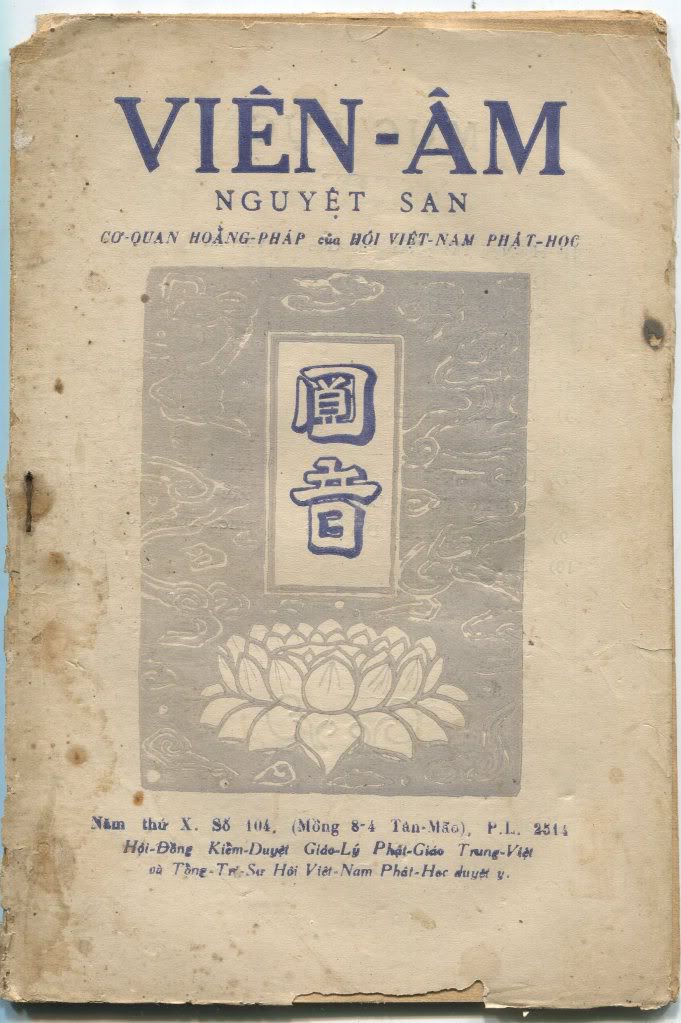 VIÊN-ÂM
NGUYỆT SAN
CƠ-QUAN HOẰNG-PHÁP của HỘI VIỆT-NAM PHẬT-HỌC
圓
音
Năm thứ X. Số 104, (Mồng 8-4 Tân-Mão), P.L. 2514
Hội-Đồng Kiểm-Duyệt Giáo-Lý Phật-Giáo Trung-Việt
và Tổng-Trị-Sự Hội Việt-Nam Phật-Học duyệt y.